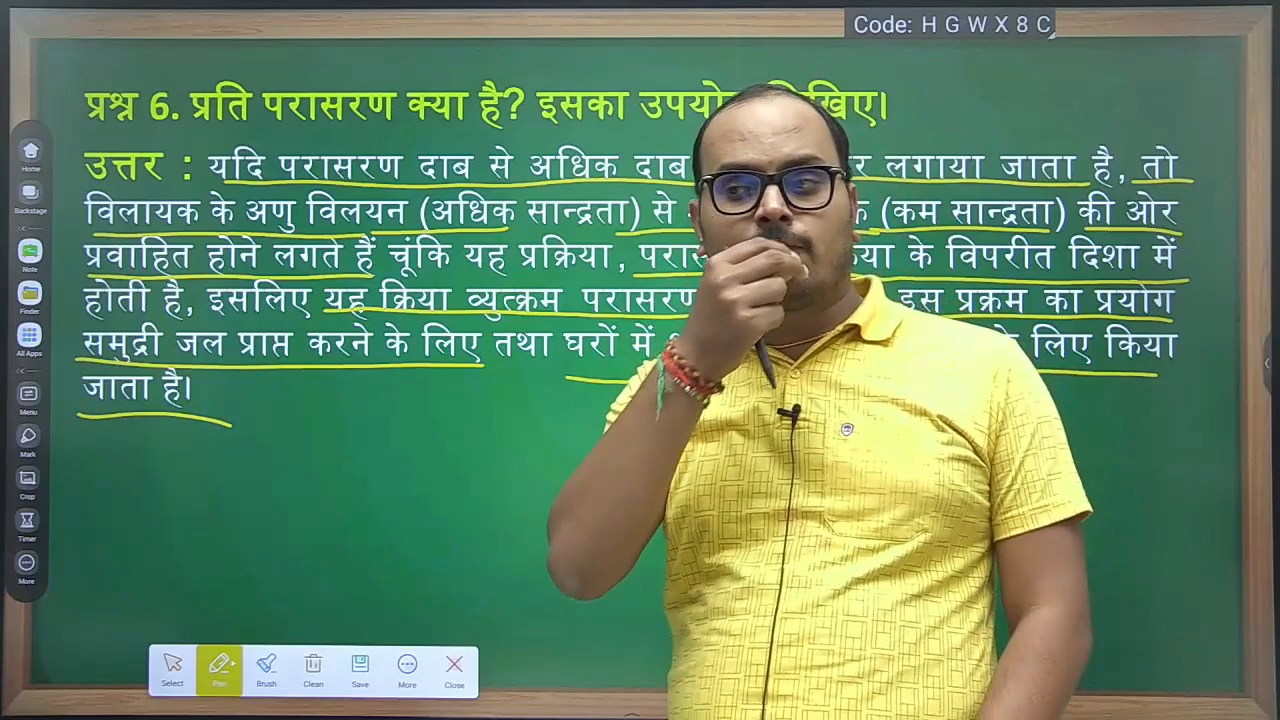 Code: H G W X 8 C
प्रश्न 6. प्रति परासरण क्या है? इसका
उत्तर : यदि परासरण दाब से अधिक दाब लगाया जाता है, तो
विलायक के अणु विलयन (अधिक सान्द्रता) से (कम सान्द्रता) की ओर
प्रवाहित होने लगते हैं चूंकि यह प्रक्रिया, के विपरीत दिशा में
होती है, इसलिए यह क्रिया व्युत्क्रम परासरण इस प्रक्रम का प्रयोग
समुद्री जल प्राप्त करने के लिए तथा घरों में लिए किया
जाता है।
Home
Backstage
Note
Finder
All Apps
Menu
Mark
Crop
Timer
More
Select
Pen
Brush
Clean
Save
More
Close